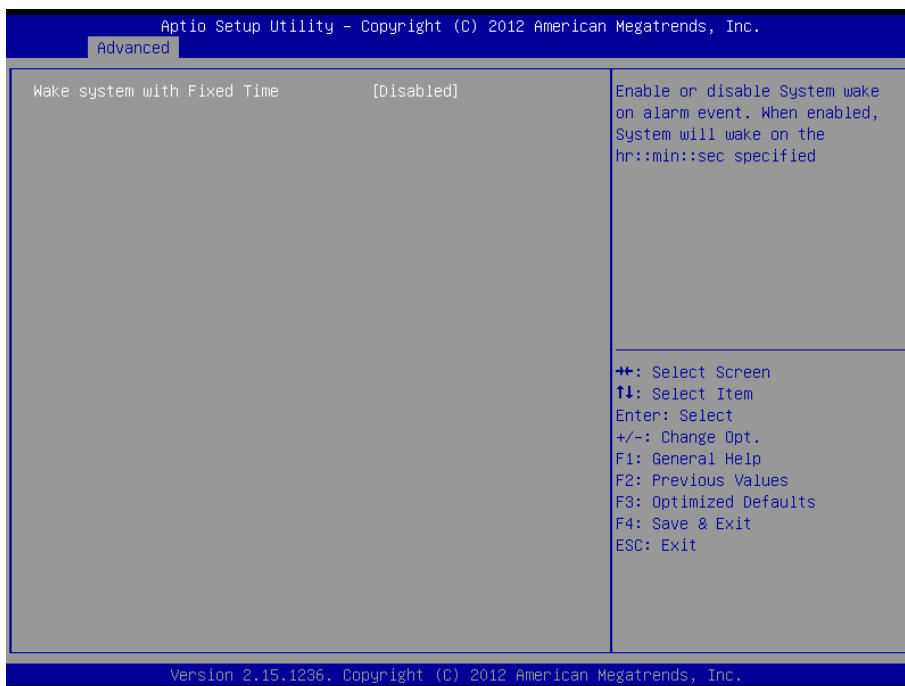 Aptio Setup Utility – Copyright (C) 2012 American Megatrends, Inc.
Advanced
Wake system with Fixed Time [Disabled]
Enable or disable System wake
on alarm event. When enabled,
System will wake on the
hr::min::sec specified
→←: Select Screen
↑↓: Select Item
Enter: Select
+/-: Change Opt.
F1: General Help
F2: Previous Values
F3: Optimized Defaults
F4: Save & Exit
ESC: Exit
Version 2.15.1236. Copyright (C) 2012 American Megatrends, Inc.